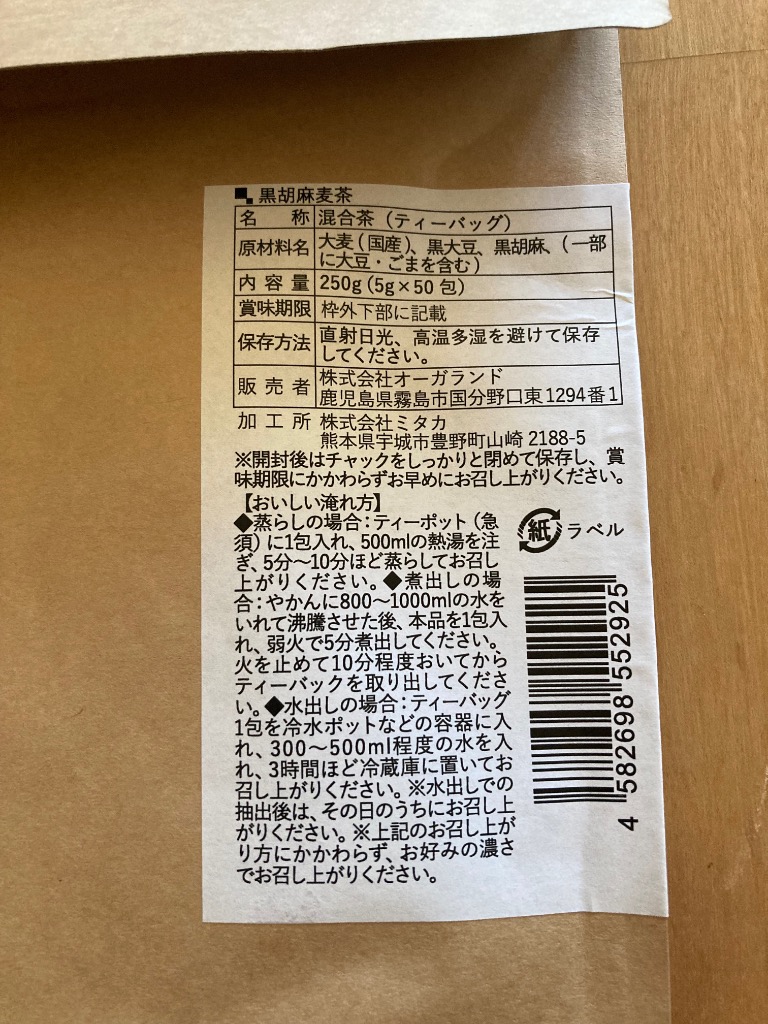 黒胡麻麦茶
名 称 混合茶（ティーバッグ）
原材料名 大麦（国産）、黒大豆、黒胡麻、（一部
に大豆・ごまを含む）
内容量 250g（5g×50包）
賞味期限 枠外下部に記載
保存方法 直射日光、高温多湿を避けて保存
してください。
販売者 株式会社オーガランド
鹿児島県霧島市国分野口東1294番1
加工所 株式会社ミタカ
熊本県宇城市豊野町山崎 2188-5
※開封後はチャックをしっかりと閉めて保存し、賞
味期限にかかわらずお早めにお召し上がりください。
【おいしい淹れ方】
◆蒸らしの場合：ティーポット（急
須）に1包入れ、500mlの熱湯を注
ぎ、5分～10分ほど蒸らしてお召し
上がりください。◆煮出しの場
合：やかんに800～1000mlの水を
いれて沸騰させた後、本品を1包入
れ、弱火で5分煮出してください。
火を止めて10分程度おいてから
ティーバックを取り出してくださ
い。◆水出しの場合：ティーバッグ
1包を冷水ポットなどの容器に入
れ、300～500ml程度の水を入
れ、3時間ほど冷蔵庫に置いてお
召し上がりください。※水出しでの
抽出後は、その日のうちにお召し上
がりください。※上記のお召し上が
り方にかかわらず、お好みの濃さ
でお召し上がりください。
紙 ラベル
4 582698 552925